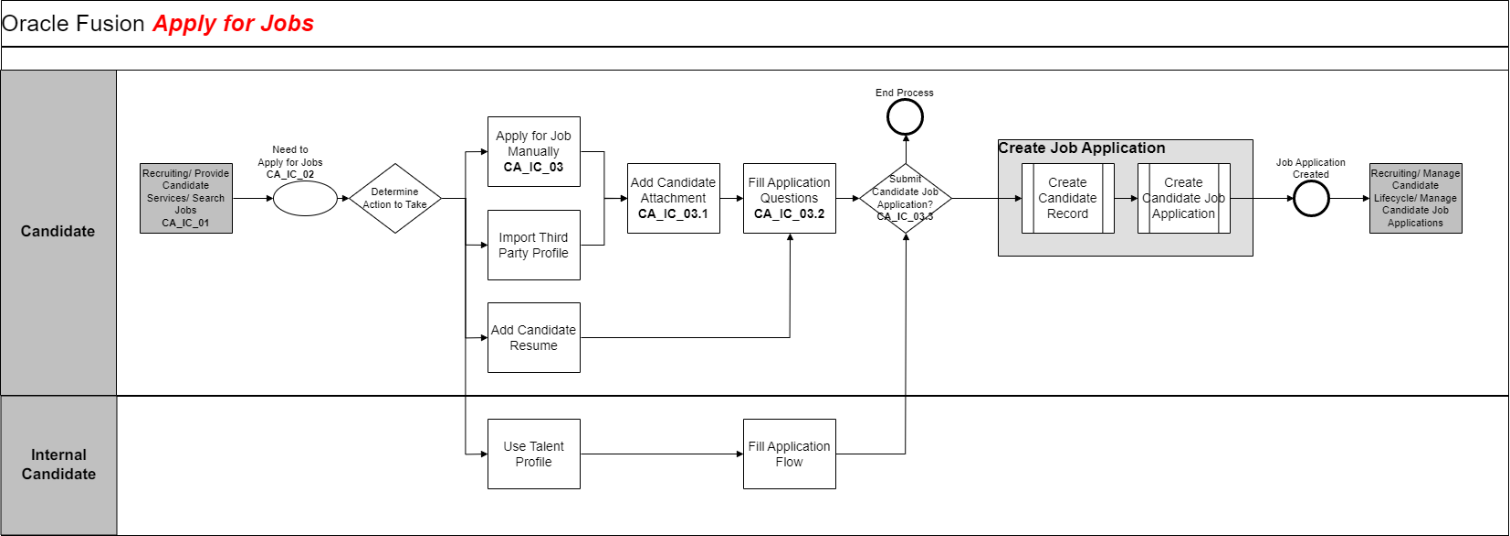 Oracle Fusion Apply for Jobs
Candidate
Recruiting/ Provide
Candidate
Services/ Search
Jobs
CA_IC_01
Need to
Apply for Jobs
CA_IC_02
Determine
Action to Take
Apply for Job
Manually
CA_IC_03
Import Third
Party Profile
Add Candidate
Resume
Add Candidate
Attachment
CA_IC_03.1
Fill Application
Questions
CA_IC_03.2
End Process
Submit
Candidate Job
Application?
CA_IC_03.3
Create Job Application
Create
Candidate
Record
Create
Candidate Job
Application
Job Application
Created
Recruiting/ Manage
Candidate
Lifecycle/ Manage
Candidate Job
Applications
Internal
Candidate
Use Talent
Profile
Fill Application
Flow